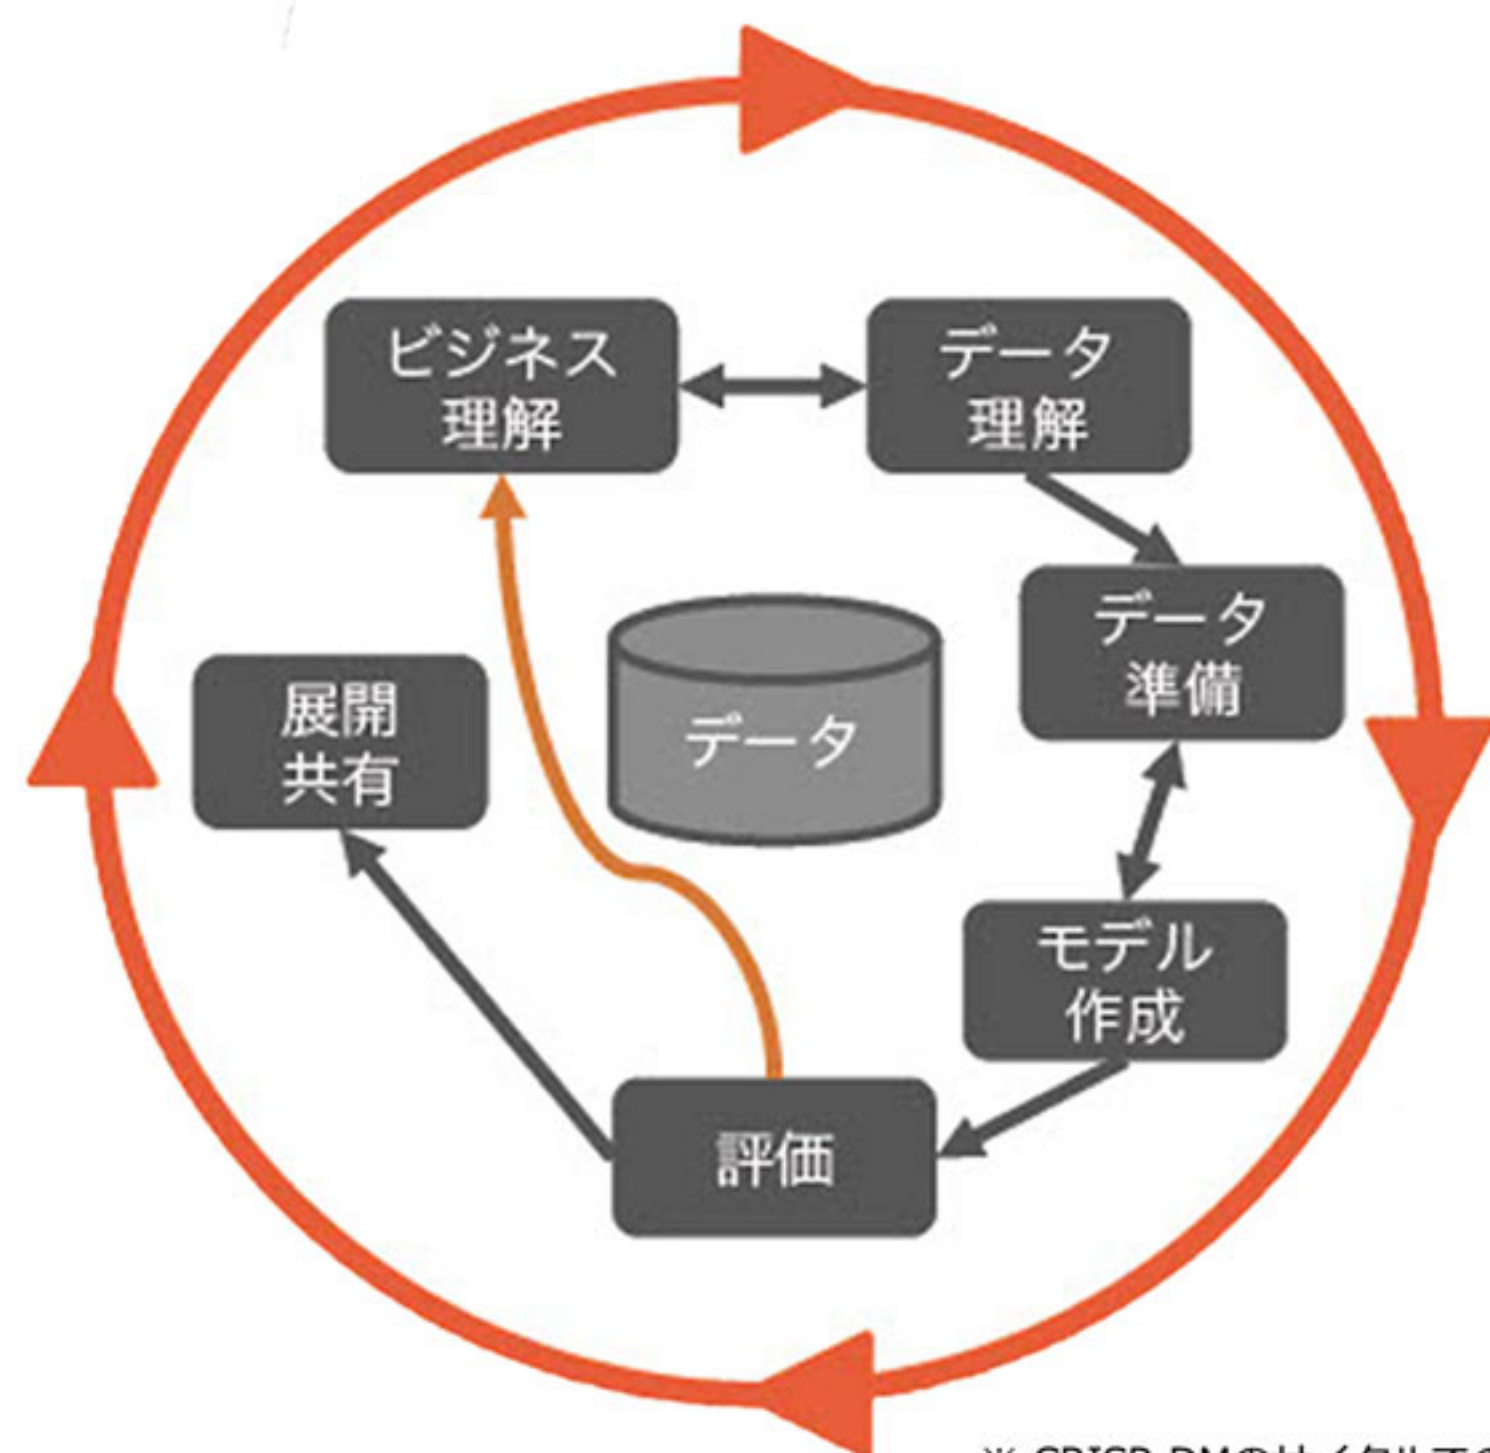 ビジネス
理解
データ
理解
データ
準備
データ
展開
共有
モデル
作成
評価